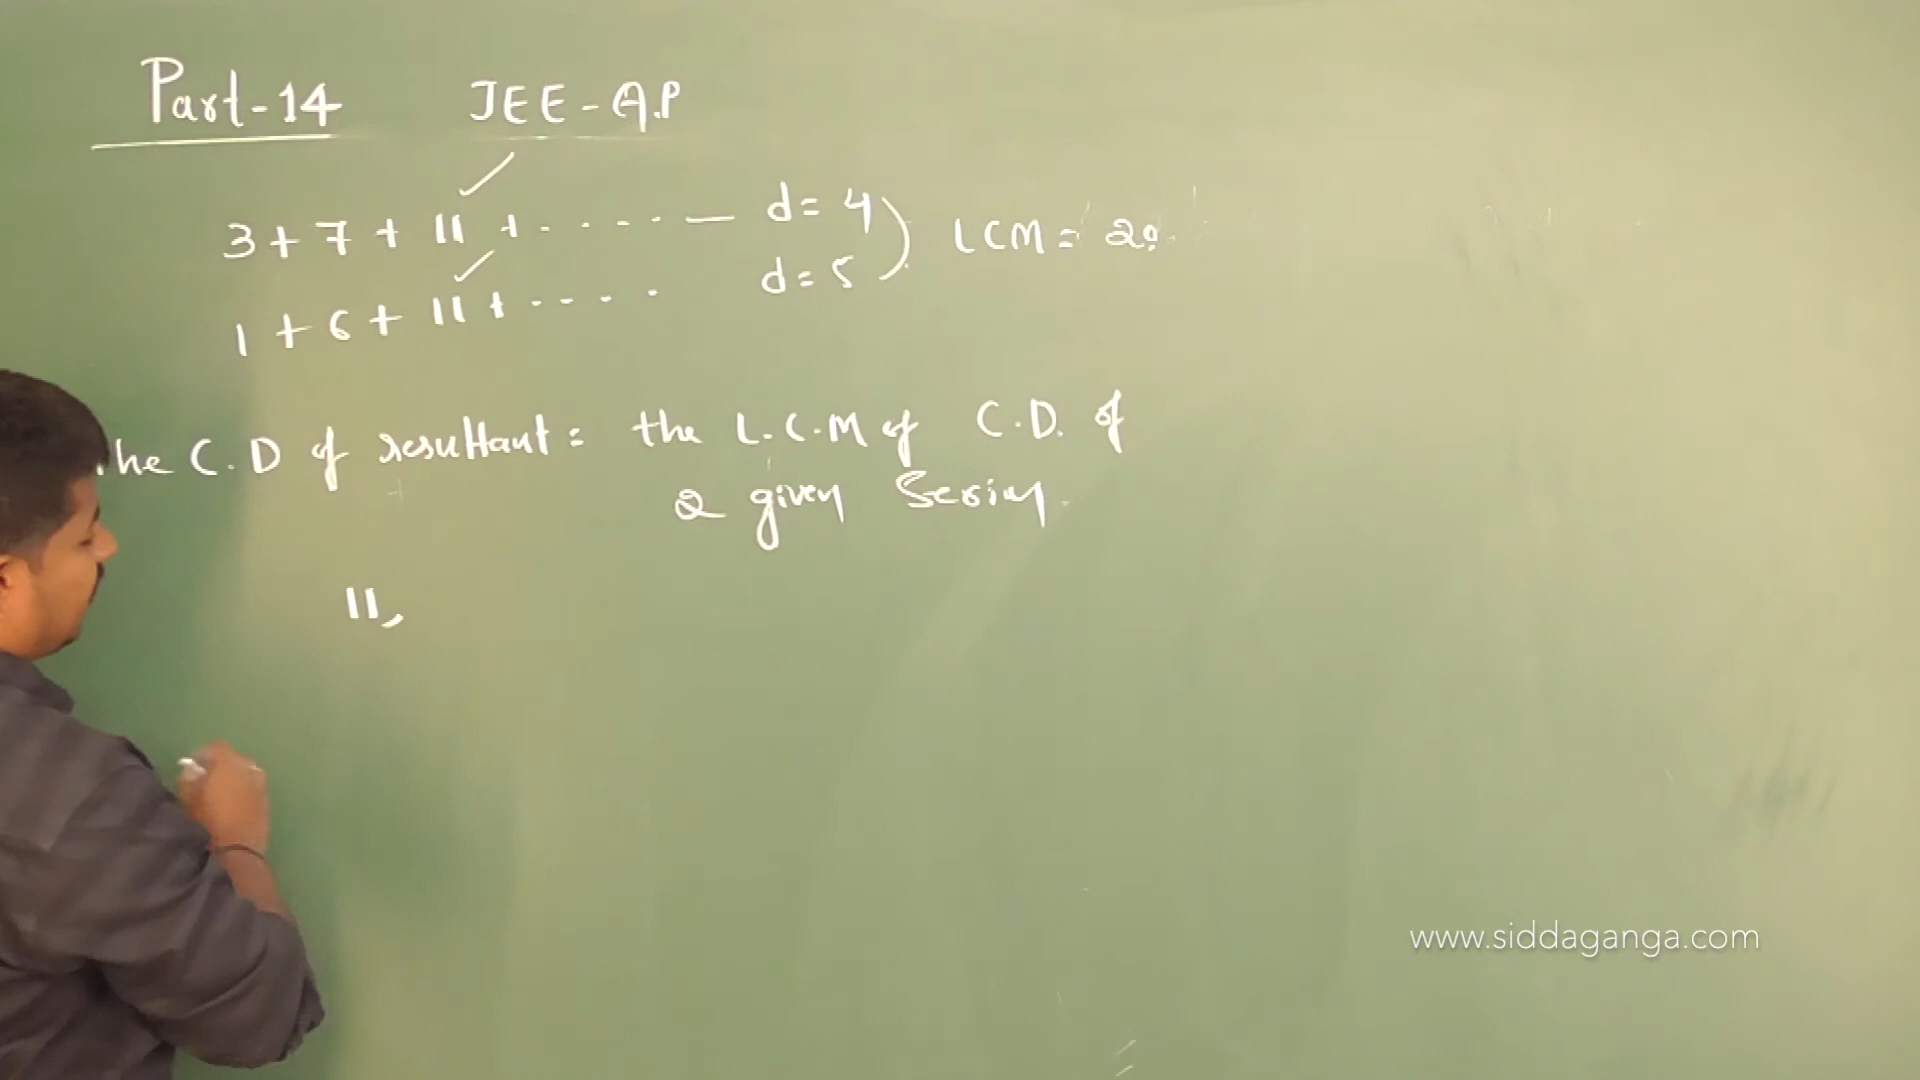 Part-14 JEE-A.P
3+7+11+.....— d=4
LCM=20.
1+6+11+.... d=5
The C.D of resultant= the L.C.M of C.D. of
2 given Series.
11,
www.siddaganga.com